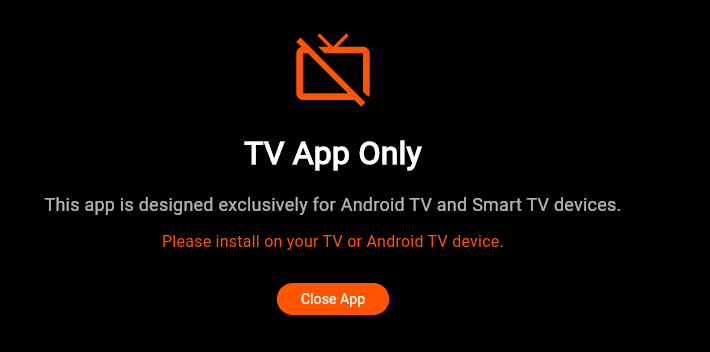 TV App Only
This app is designed exclusively for Android TV and Smart TV devices.
Please install on your TV or Android TV device.
Close App